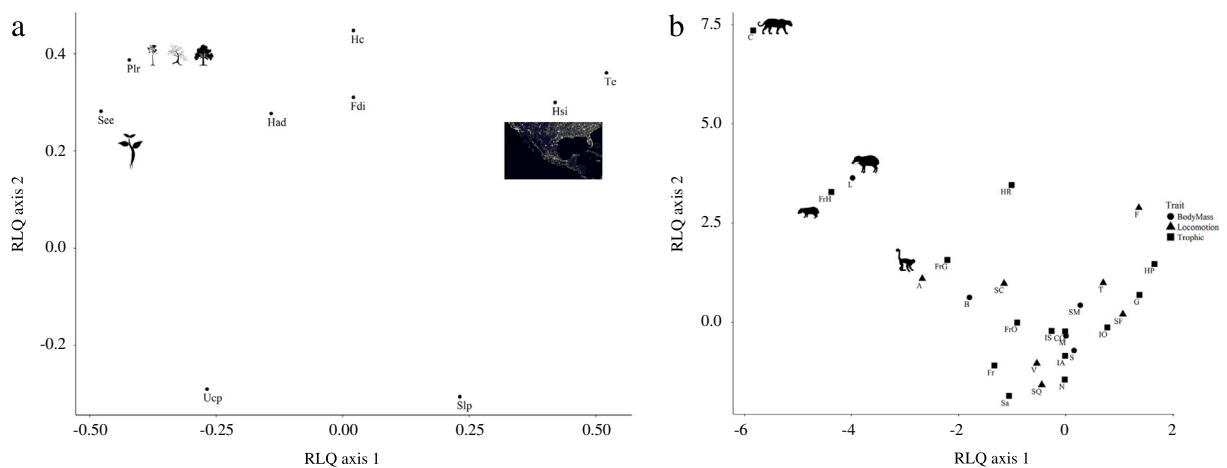 a
RLQ axis 2
0.4
0.2
0.0
-0.2
Hc
Plr
Te
Hsi
Fdi
See
Had
Ucp
Slp
-0.50
-0.25
0.00
0.25
0.50
RLQ axis 1
b
RLQ axis 2
7.5
5.0
2.5
0.0
C
L
FrH
HR
F
Trait
BodyMass
Locomotion
Trophic
FrG
HP
A
SC
T
B
G
SM
SF
FrO
IS
CO
M
IO
S
IA
V
Fr
N
SQ
Sa
-6
-4
-2
0
2
RLQ axis 1